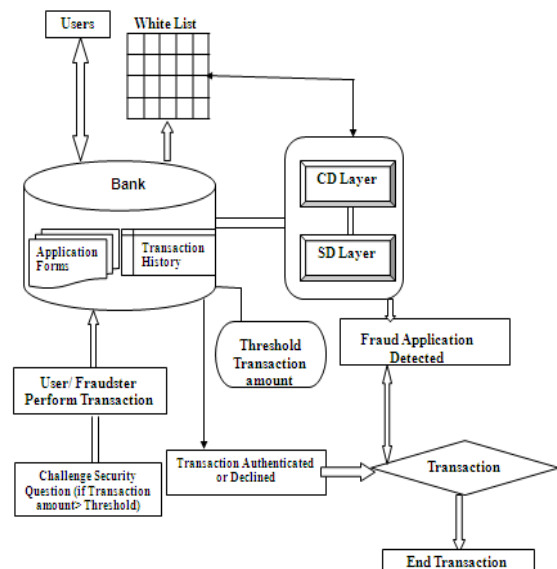 Users
White List
Bank
CD Layer
Application
Forms
Transaction
History
SD Layer
Threshold
Transaction
amount
Fraud Application
Detected
User/ Fraudster
Perform Transaction
Challenge Security
Question (if Transaction
amount> Threshold)
Transaction Authenticated
or Declined
Transaction
End Transaction